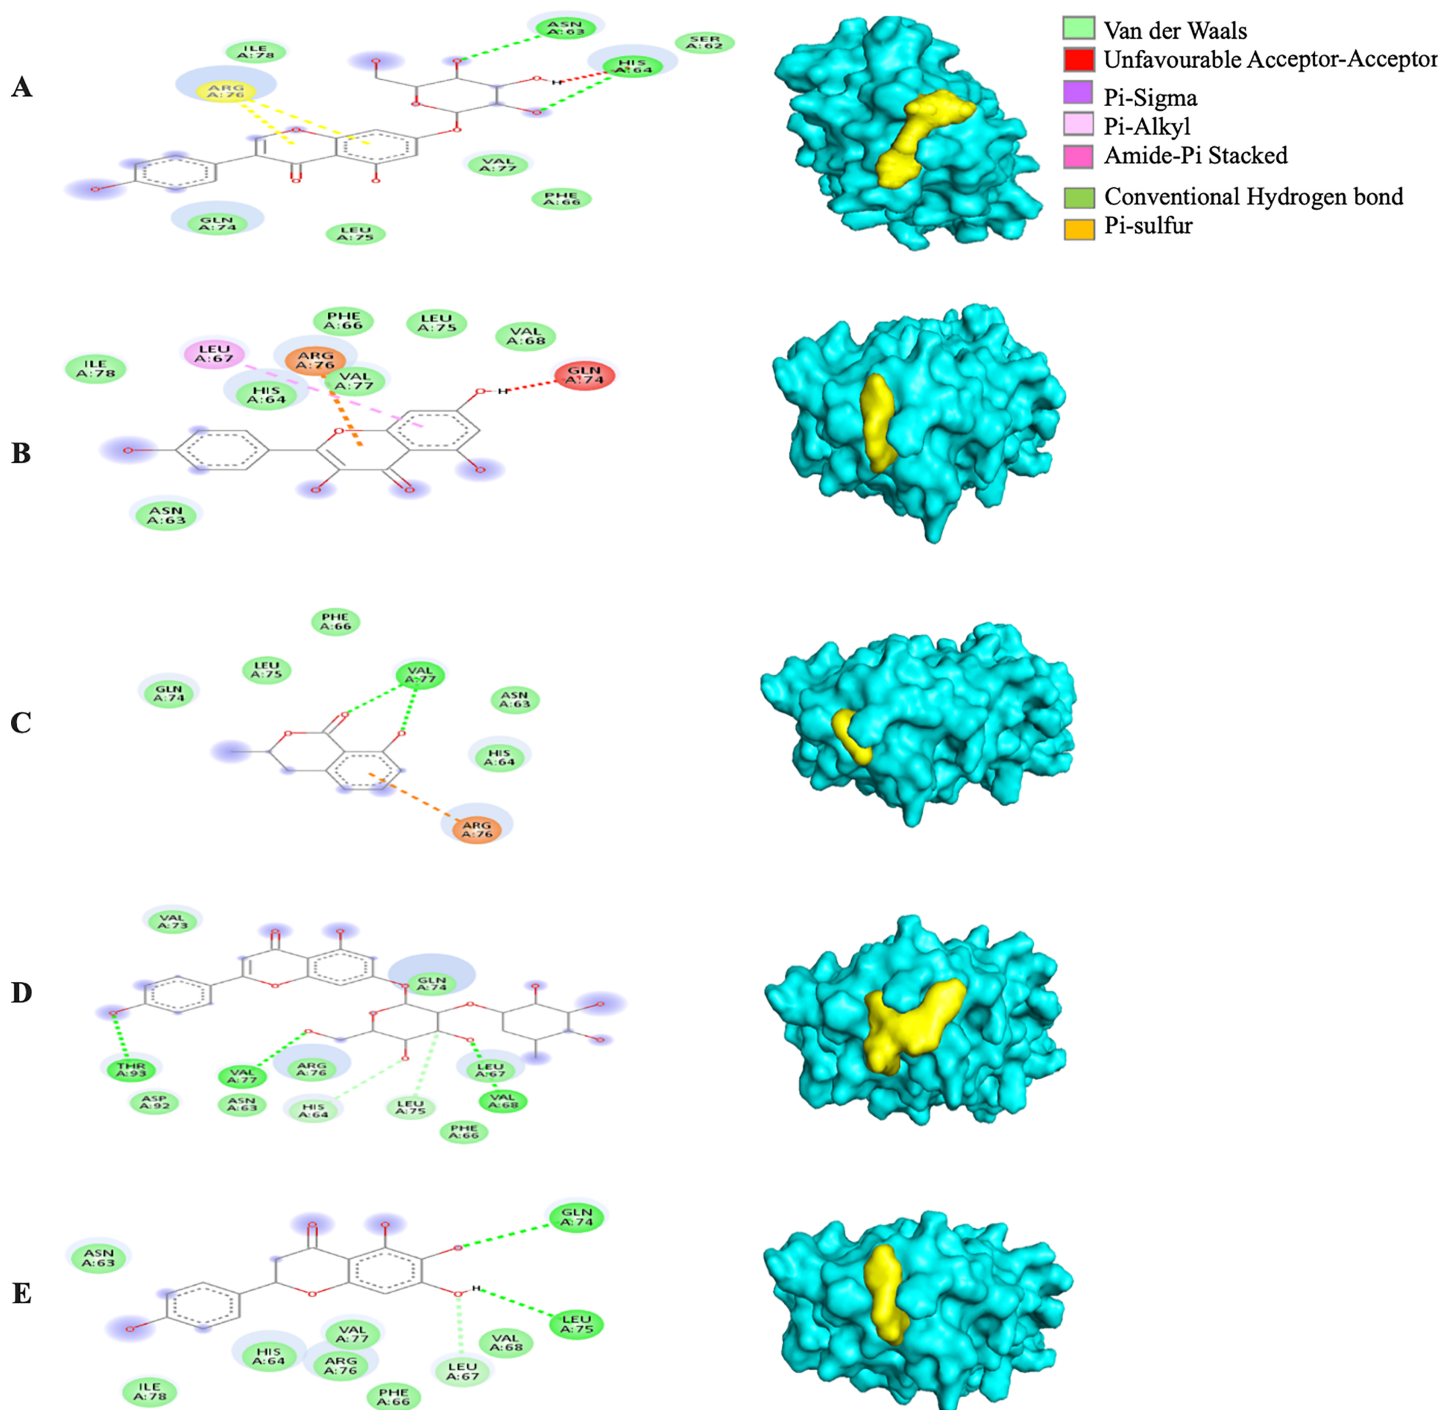 A
ILE
A:78
ARG
A:76
ASN
A:63
HIS
A:64
SER
A:62
VAL
A:77
PHE
A:66
GLN
A:74
LEU
A:75
O
O
O
O
O
O
O
O
O
H
O
Van der Waals
Unfavourable Acceptor-Acceptor
Pi-Sigma
Pi-Alkyl
Amide-Pi Stacked
Conventional Hydrogen bond
Pi-sulfur
B
ILE
A:78
LEU
A:67
PHE
A:66
ARG
A:76
HIS
A:64
VAL
A:77
LEU
A:75
VAL
A:68
GLN
A:74
ASN
A:63
O
O
O
O
O
O
H
C
PHE
A:66
LEU
A:75
GLN
A:74
VAL
A:77
ASN
A:63
HIS
A:64
ARG
A:76
O
O
O
D
VAL
A:73
GLN
A:74
THR
A:93
ASP
A:92
VAL
A:77
ASN
A:63
ARG
A:76
HIS
A:64
LEU
A:75
LEU
A:67
VAL
A:68
PHE
A:66
O
O
O
O
O
O
O
O
O
O
O
O
O
E
ASN
A:63
GLN
A:74
LEU
A:75
VAL
A:68
LEU
A:67
VAL
A:77
ARG
A:76
HIS
A:64
PHE
A:66
ILE
A:78
O
O
O
O
O
O
H